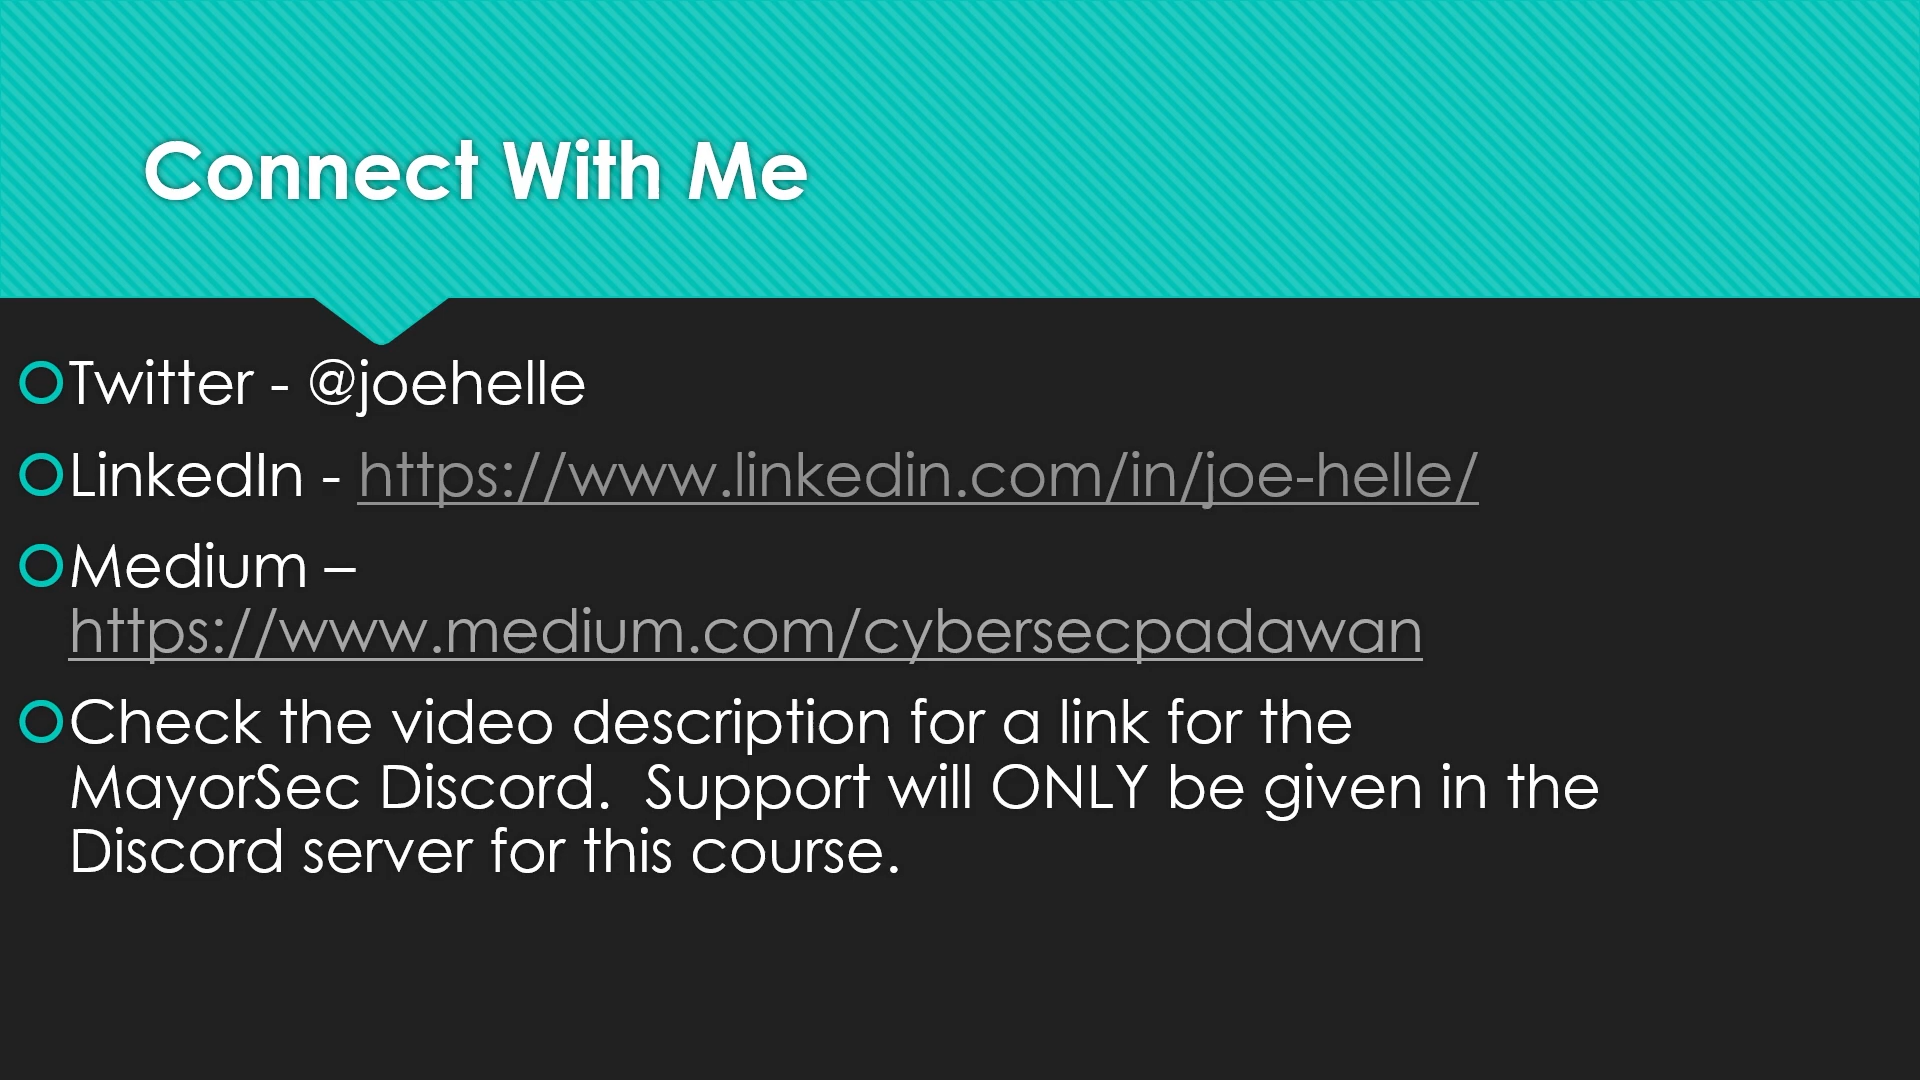 Connect With Me
Twitter - @joehelle
LinkedIn - https://www.linkedin.com/in/joe-helle/
Medium –
https://www.medium.com/cybersecpadawan
Check the video description for a link for the
MayorSec Discord.  Support will ONLY be given in the
Discord server for this course.